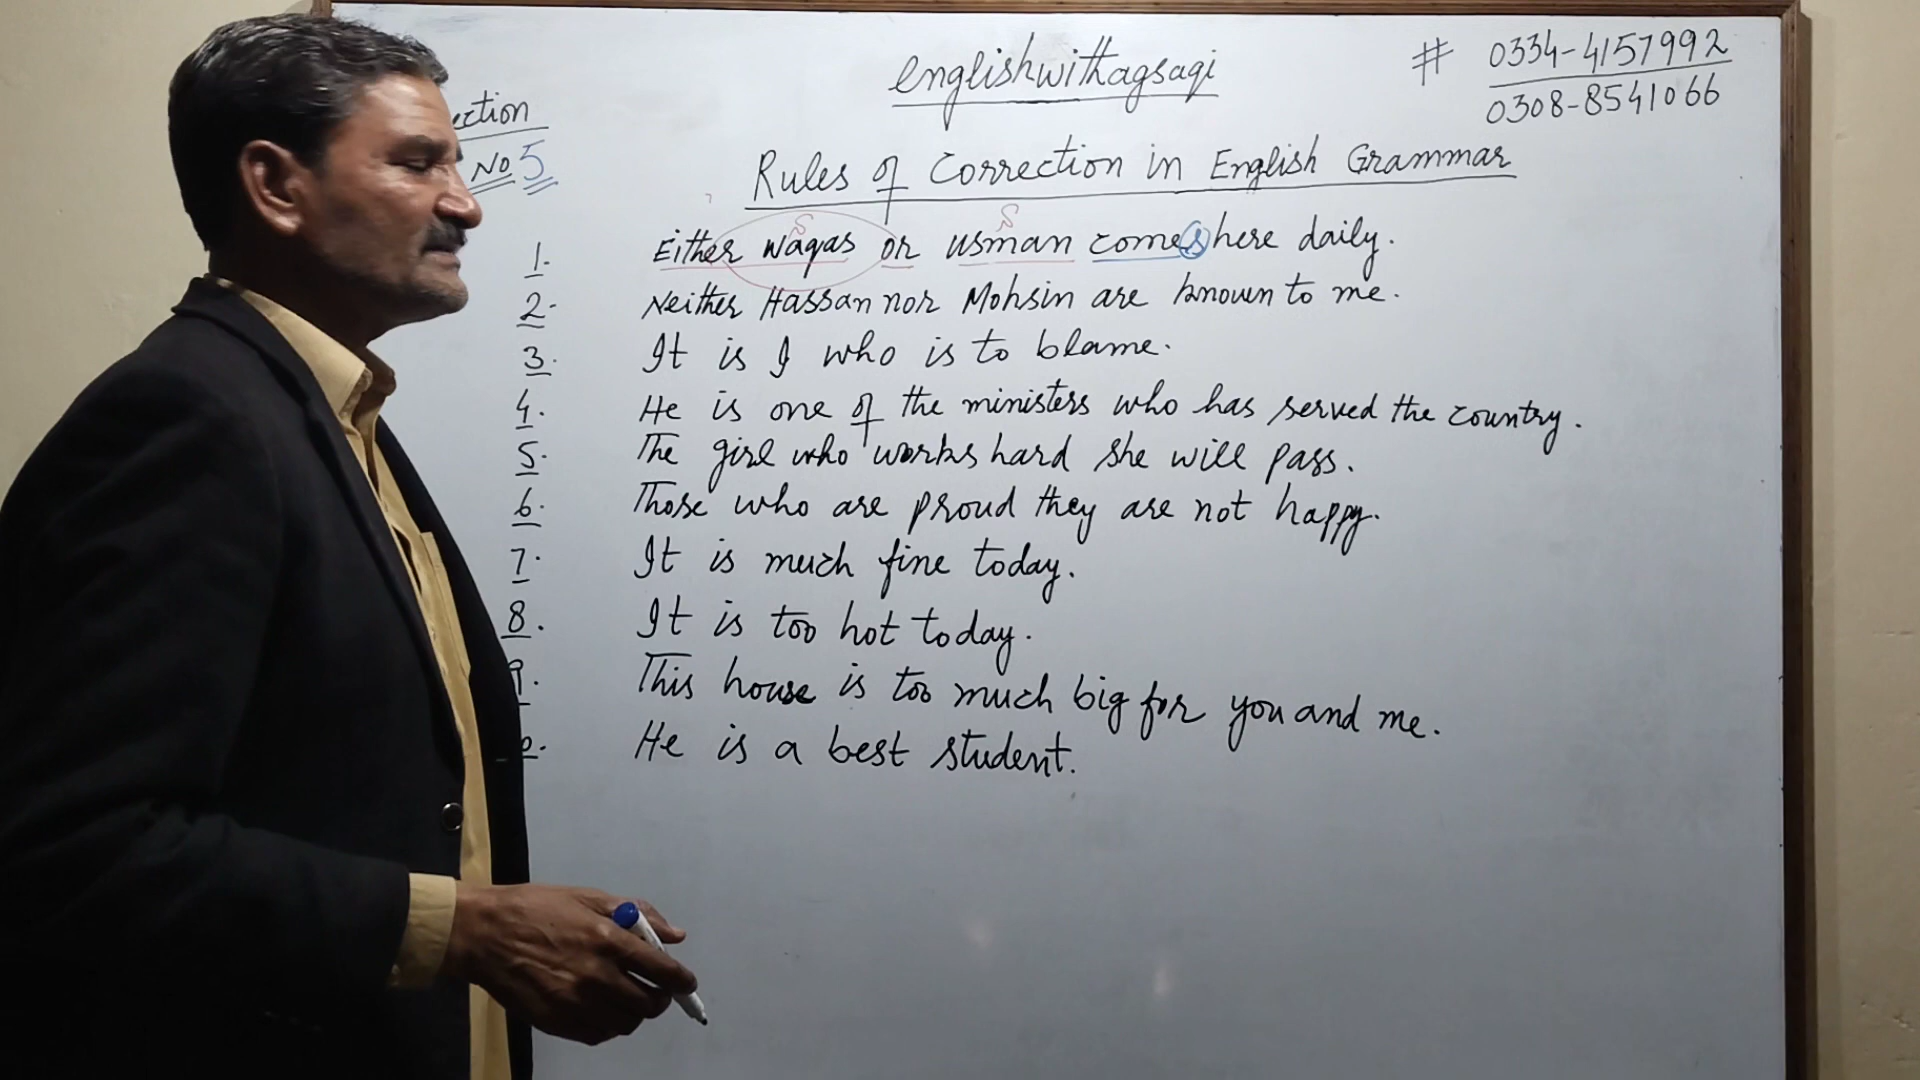 englishwithagsaqi
# 0334-4157992
0308-8541066
ection
No 5
Rules of Correction in English Grammar
1. Either waqas or usman comes here daily.
2. Neither Hassan nor Mohsin are known to me.
3. It is I who is to blame.
4. He is one of the ministers who has served the country.
5. The girl who works hard she will pass.
6. Those who are proud they are not happy.
7. It is much fine today.
8. It is too hot today.
9. This house is too much big for you and me.
He is a best student.